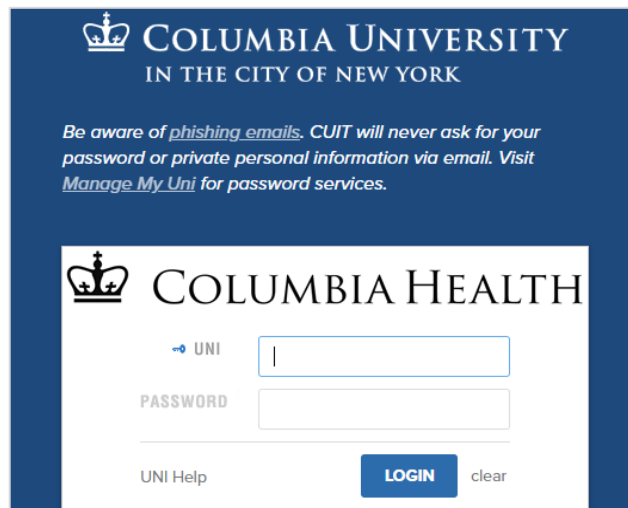 COLUMBIA UNIVERSITY
IN THE CITY OF NEW YORK
Be aware of phishing emails. CUIT will never ask for your
password or private personal information via email. Visit
Manage My Uni for password services.
COLUMBIA HEALTH
UNI
PASSWORD
UNI Help LOGIN clear